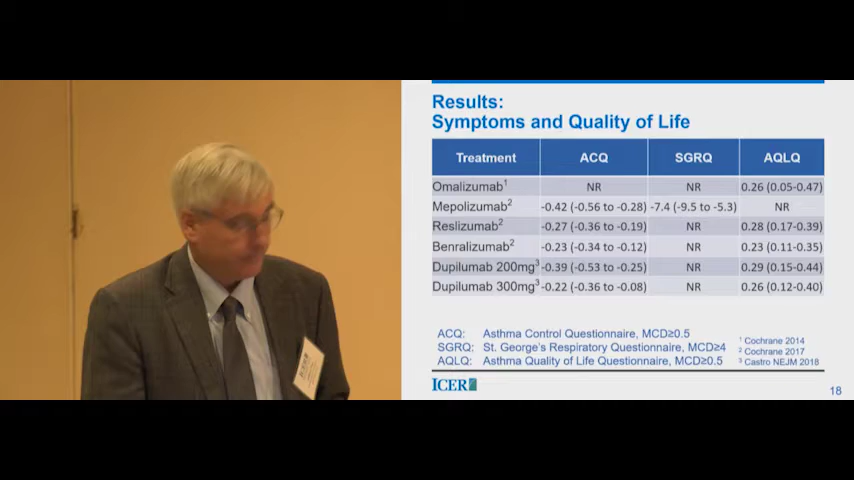 Results:
Symptoms and Quality of Life
Treatment ACQ SGRQ AQLQ
Omalizumab¹ NR NR 0.26 (0.05-0.47)
Mepolizumab² -0.42 (-0.56 to -0.28) -7.4 (-9.5 to -5.3) NR
Reslizumab² -0.27 (-0.36 to -0.19) NR 0.28 (0.17-0.39)
Benralizumab² -0.23 (-0.34 to -0.12) NR 0.23 (0.11-0.35)
Dupilumab 200mg³ -0.39 (-0.53 to -0.25) NR 0.29 (0.15-0.44)
Dupilumab 300mg³ -0.22 (-0.36 to -0.08) NR 0.26 (0.12-0.40)
ACQ: Asthma Control Questionnaire, MCD≥0.5
SGRQ: St. George's Respiratory Questionnaire, MCD≥4
AQLQ: Asthma Quality of Life Questionnaire, MCD≥0.5
¹ Cochrane 2014
² Cochrane 2017
³ Castro NEJM 2018
ICER
18